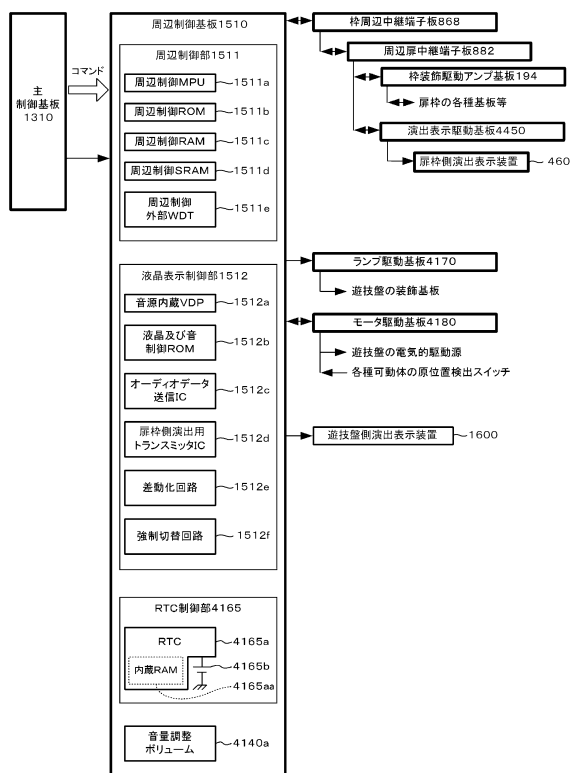 主
制御基板
1310
コマンド
周辺制御基板1510
周辺制御部1511
周辺制御MPU
1511a
周辺制御ROM
1511b
周辺制御RAM
1511c
周辺制御SRAM
1511d
周辺制御
外部WDT
1511e
液晶表示制御部1512
音源内蔵VDP
1512a
液晶及び音
制御ROM
1512b
オーディオデータ
送信IC
1512c
扉枠側演出用
トランスミッタIC
1512d
差動化回路
1512e
強制切替回路
1512f
RTC制御部4165
RTC
4165a
内蔵RAM
4165b
4165aa
音量調整
ボリューム
4140a
枠周辺中継端子板868
周辺扉中継端子板882
枠装飾駆動アンプ基板194
扉枠の各種基板等
演出表示駆動基板4450
扉枠側演出表示装置
460
ランプ駆動基板4170
遊技盤の装飾基板
モータ駆動基板4180
遊技盤の電気的駆動源
各種可動体の原位置検出スイッチ
遊技盤側演出表示装置
1600